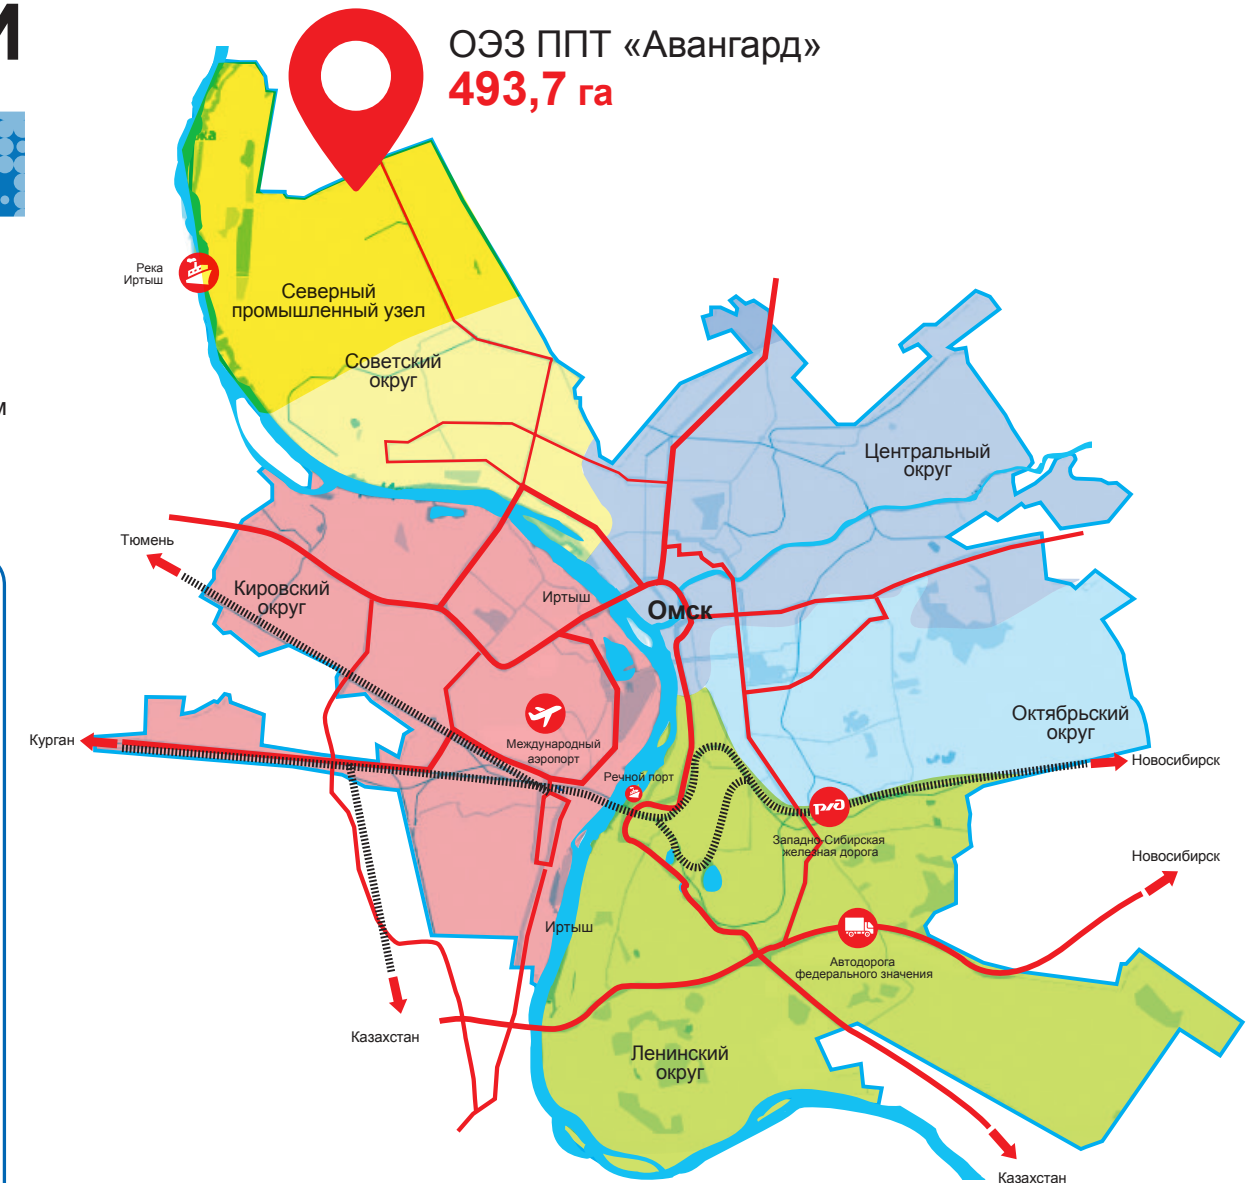 И
ОЭЗ ППТ «Авангард»
493,7 га
ка
Река
Иртыш
Северный
промышленный узел
Советский
округ
м
Центральный
округ
Тюмень
Кировский
округ
Иртыш
Омск
Курган
Международный
аэропорт
Речной порт
Октябрьский
округ
Новосибирск
РЖД
Западно-Сибирская
железная дорога
Новосибирск
Иртыш
Автодорога
федерального значения
Казахстан
Ленинский
округ
Казахстан